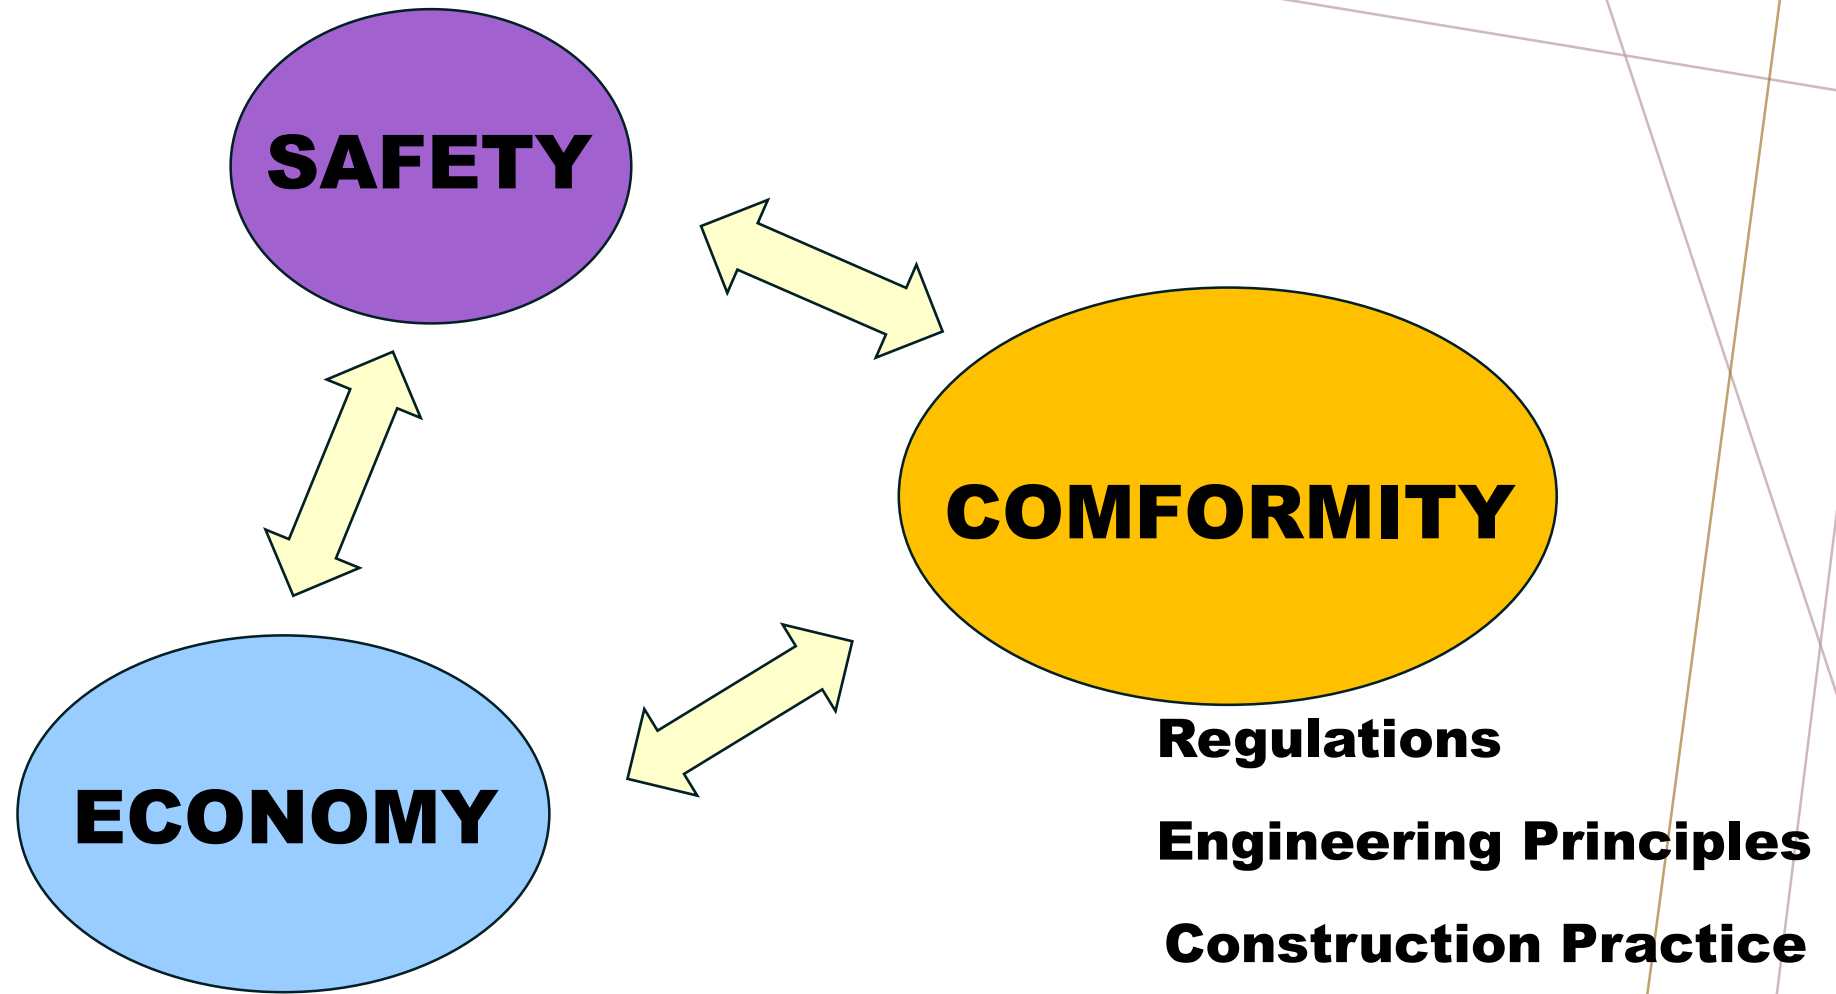 SAFETY
COMFORMITY
ECONOMY
Regulations
Engineering Principles
Construction Practice